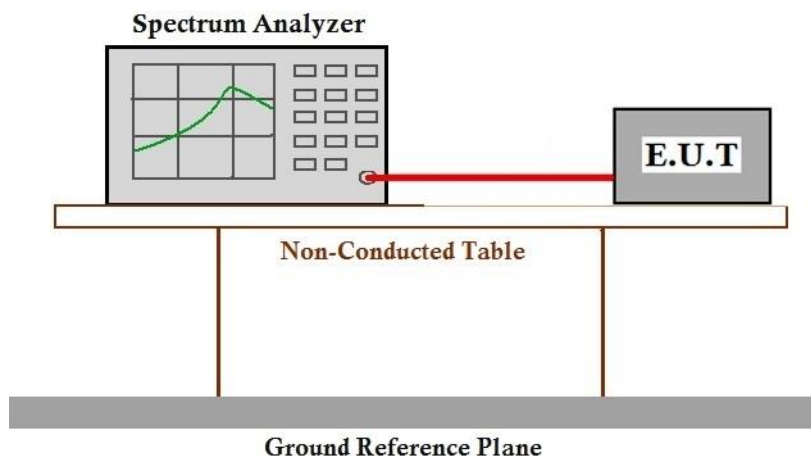 Spectrum Analyzer
E.U.T
Non-Conducted Table
Ground Reference Plane